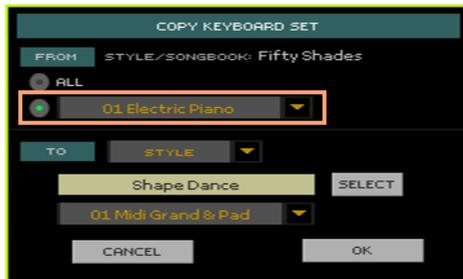 COPY KEYBOARD SET
FROM STYLE/SONGBOOK: Fifty Shades
ALL
01 Electric Piano
TO STYLE
Shape Dance SELECT
01 Midi Grand & Pad
CANCEL OK